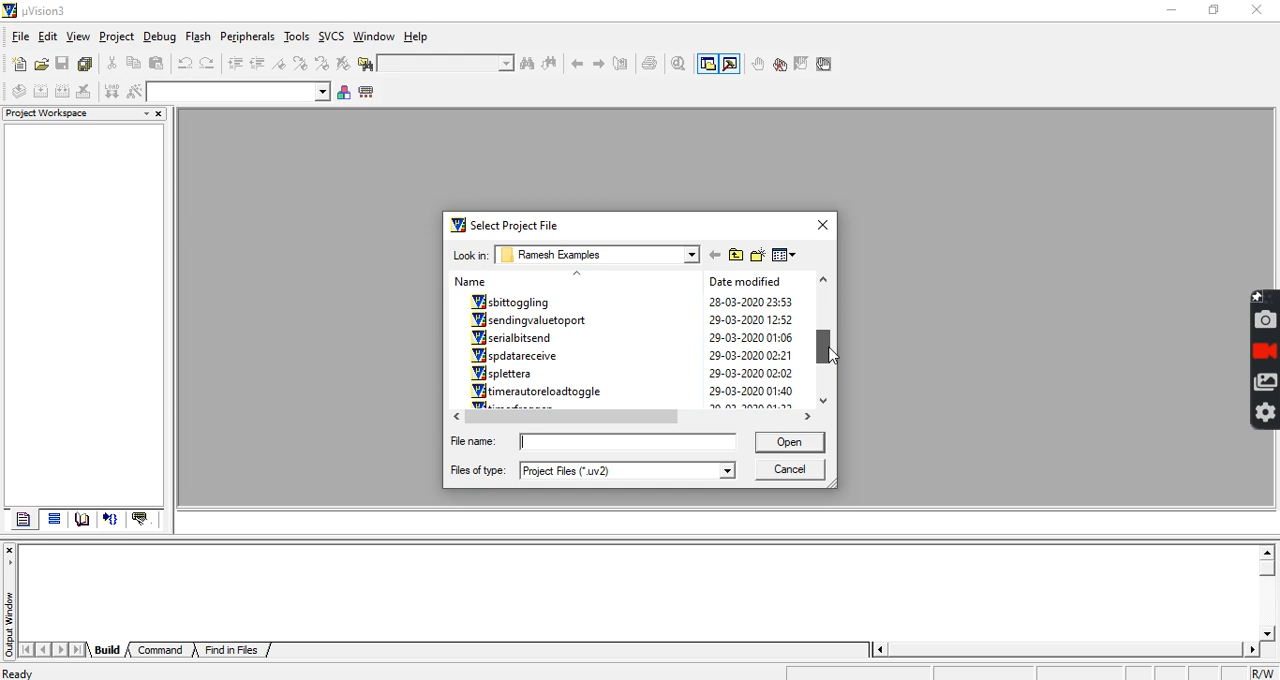 µVision3
File Edit View Project Debug Flash Peripherals Tools SVCS Window Help
LOAD
Project Workspace
Select Project File
Look in: Ramesh Examples
Name Date modified
sbittoggling 28-03-2020 23:53
sendingvaluetoport 29-03-2020 12:52
serialbitsend 29-03-2020 01:06
spdatareceive 29-03-2020 02:21
splettera 29-03-2020 02:02
timerautoreloadtoggle 29-03-2020 01:40
File name: Open
Files of type: Project Files (*.uv2) Cancel
Output Window
Build Command Find in Files
Ready R/W